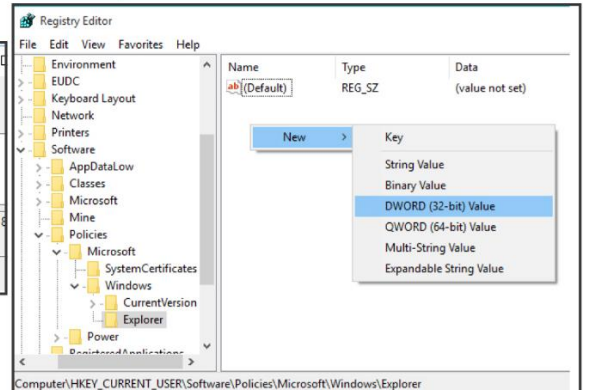 Registry Editor
File Edit View Favorites Help
Environment
EUDC
Keyboard Layout
Network
Printers
Software
AppDataLow
Classes
Microsoft
Mine
Policies
Microsoft
SystemCertificates
Windows
CurrentVersion
Explorer
Power
RegisteredApplications
Name Type Data
ab (Default) REG_SZ (value not set)
New > Key
String Value
Binary Value
DWORD (32-bit) Value
QWORD (64-bit) Value
Multi-String Value
Expandable String Value
Computer\HKEY_CURRENT_USER\Software\Policies\Microsoft\Windows\Explorer